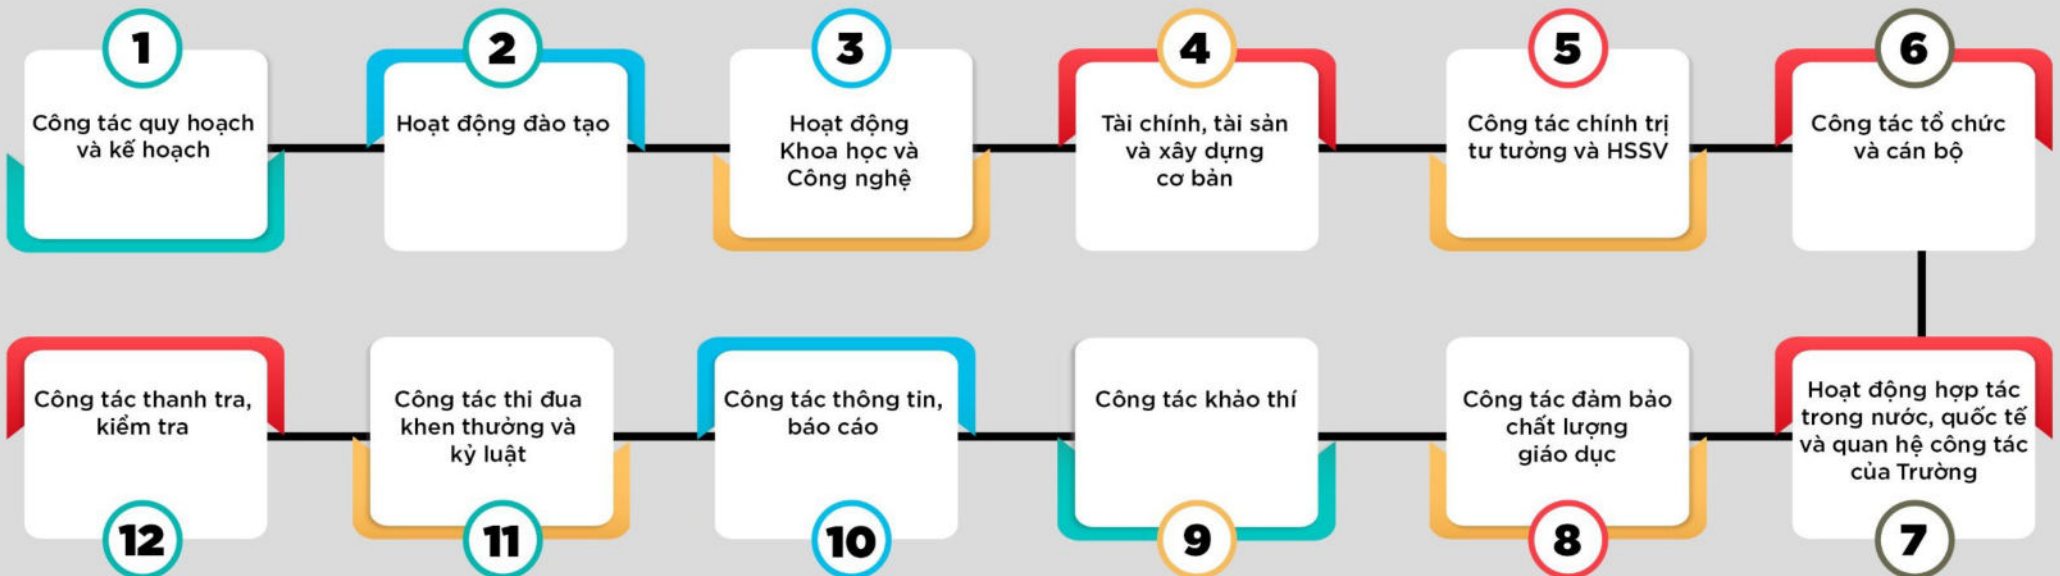 1
Công tác quy hoạch
và kế hoạch
2
Hoạt động đào tạo
3
Hoạt động
Khoa học và
Công nghệ
4
Tài chính, tài sản
và xây dựng
cơ bản
5
Công tác chính trị
tư tưởng và HSSV
6
Công tác tổ chức
và cán bộ
Hoạt động hợp tác
trong nước, quốc tế
và quan hệ công tác
của Trường
7
Công tác đảm bảo
chất lượng
giáo dục
8
Công tác khảo thí
9
Công tác thông tin,
báo cáo
10
Công tác thi đua
khen thưởng và
kỷ luật
11
Công tác thanh tra,
kiểm tra
12